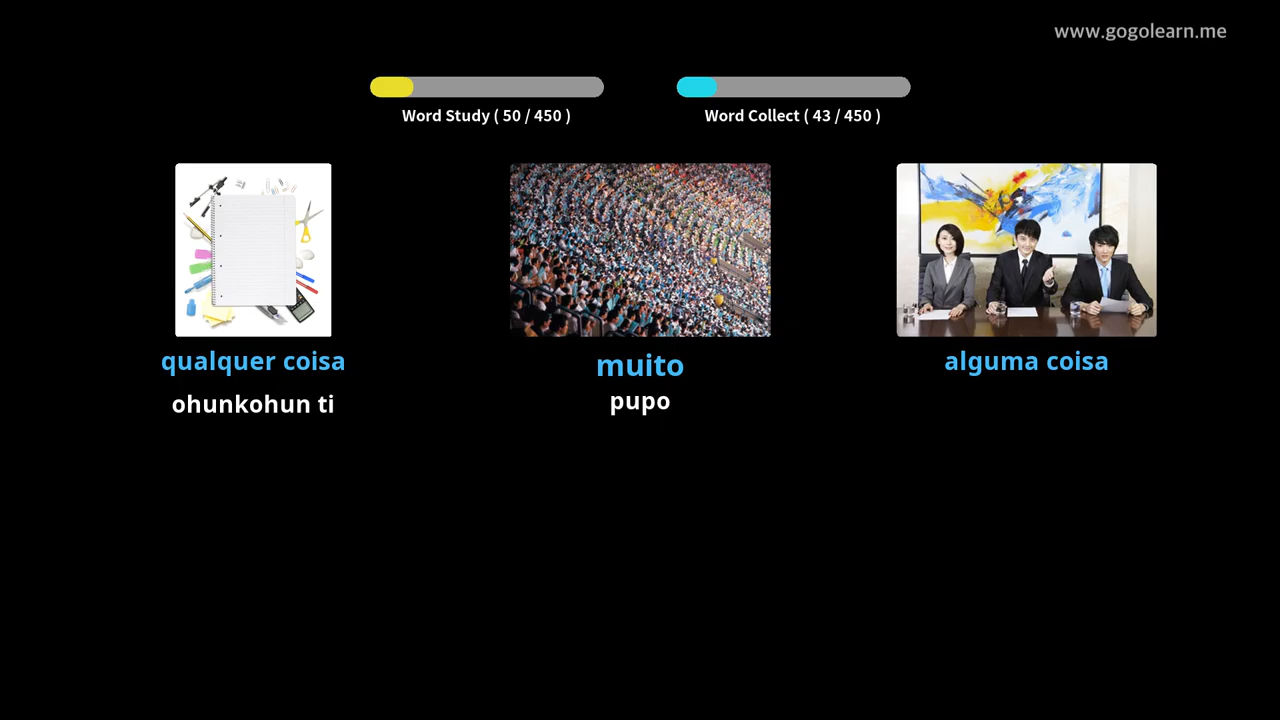 www.gogolearn.me
Word Study ( 50 / 450 )
Word Collect ( 43 / 450 )
qualquer coisa
muito
alguma coisa
ohunkohun ti
pupo